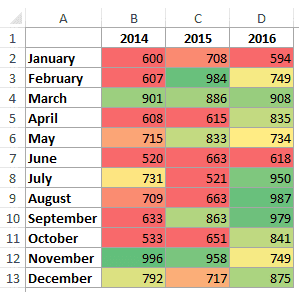 A B C D
1 2014 2015 2016
2 January 600 708 594
3 February 607 984 749
4 March 901 886 908
5 April 608 615 835
6 May 715 833 734
7 June 520 663 618
8 July 731 521 950
9 August 709 663 987
10 September 633 863 979
11 October 533 651 841
12 November 996 958 749
13 December 792 717 875